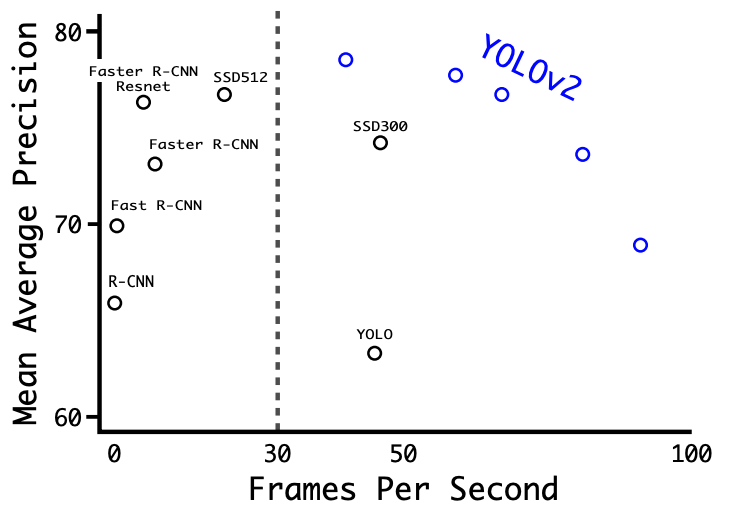 80
Faster R-CNN
Resnet
SSD512
YOLOv2
SSD300
Faster R-CNN
Fast R-CNN
70
R-CNN
YOLO
60
0 30 50 100
Frames Per Second
Mean Average Precision